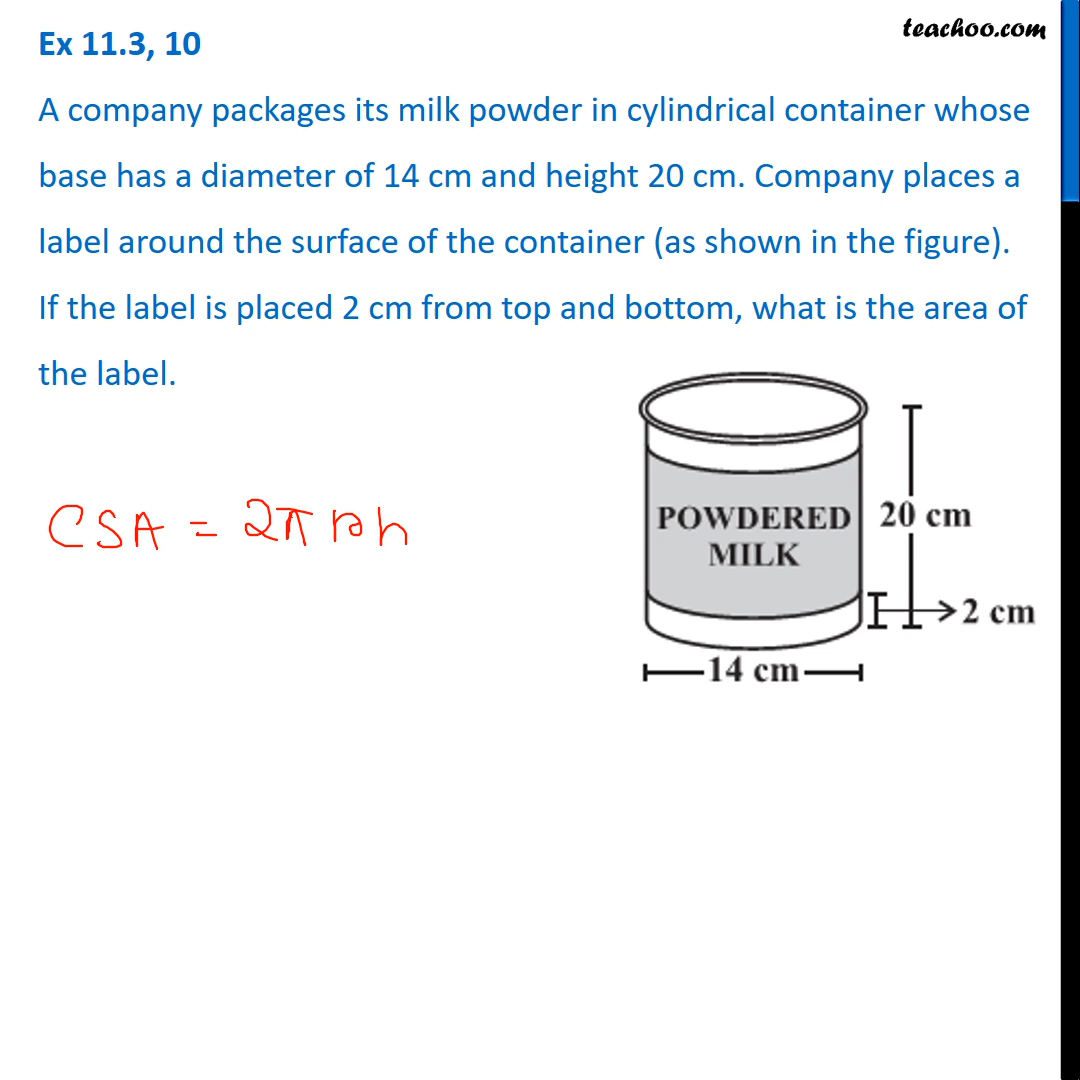 teachoo.com
Ex 11.3, 10
A company packages its milk powder in cylindrical container whose
base has a diameter of 14 cm and height 20 cm. Company places a
label around the surface of the container (as shown in the figure).
If the label is placed 2 cm from top and bottom, what is the area of
the label.
CSA = 2πrh
POWDERED
MILK
20 cm
2 cm
14 cm